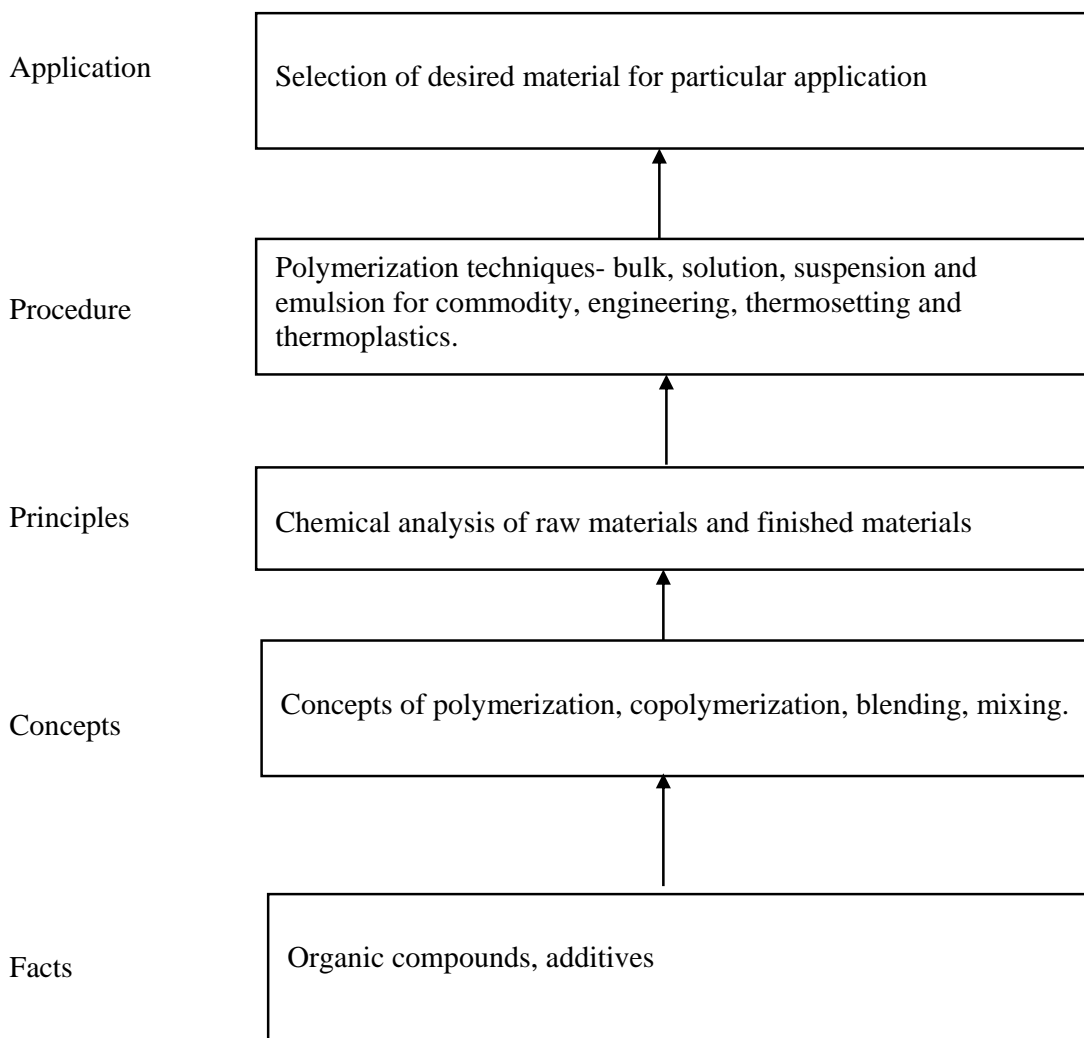 Application
Selection of desired material for particular application
Procedure
Polymerization techniques- bulk, solution, suspension and
emulsion for commodity, engineering, thermosetting and
thermoplastics.
Principles
Chemical analysis of raw materials and finished materials
Concepts
Concepts of polymerization, copolymerization, blending, mixing.
Facts
Organic compounds, additives